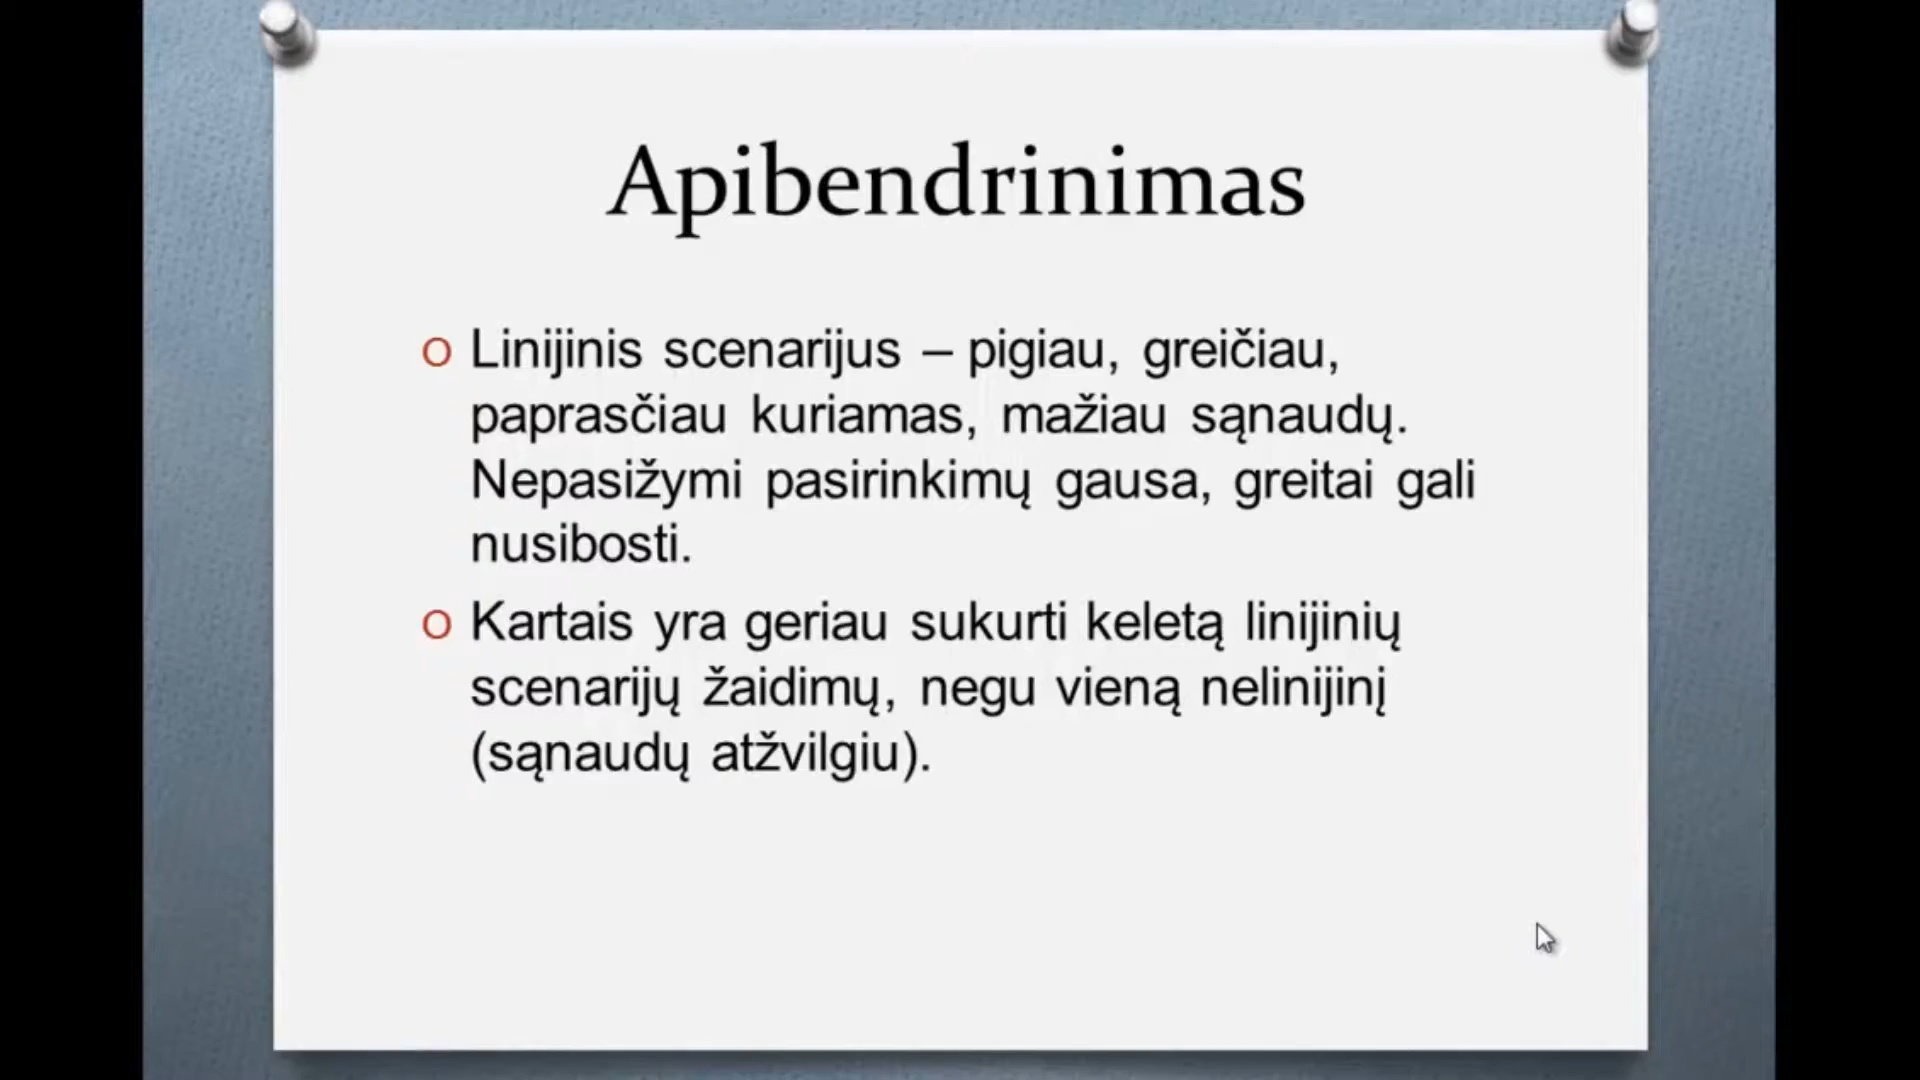 Apibendrinimas
O Linijinis scenarijus – pigiau, greičiau,
paprasčiau kuriamas, mažiau sąnaudų.
Nepasižymi pasirinkimų gausa, greitai gali
nusibosti.
O Kartais yra geriau sukurti keletą linijinių
scenarijų žaidimų, negu vieną nelinijinį
(sąnaudų atžvilgiu).